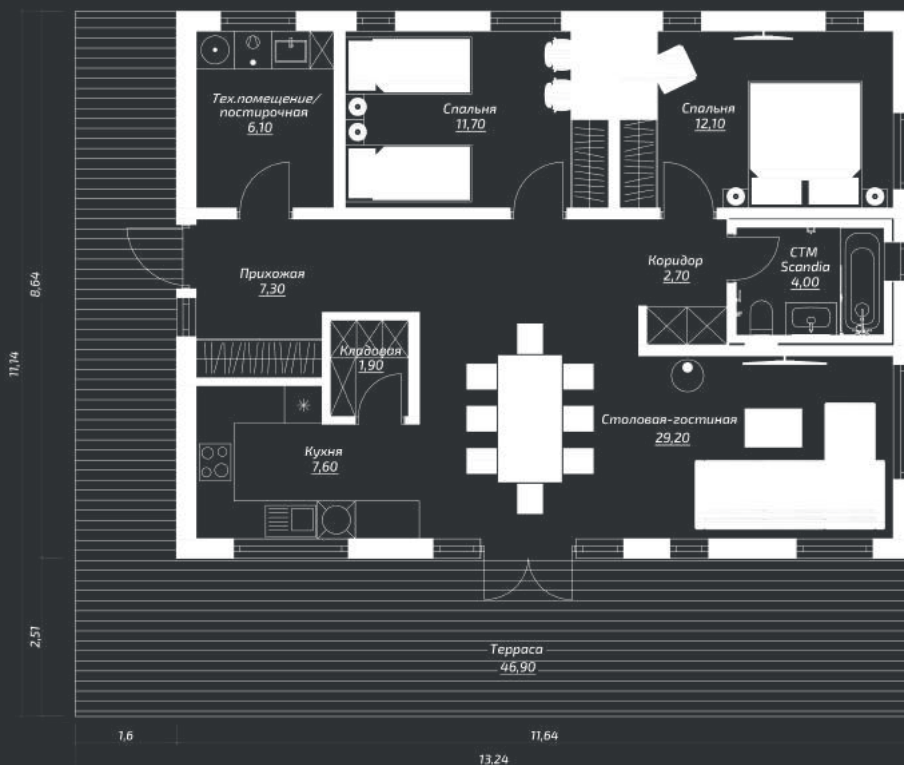 Тех.помещение/
постирочная
6,10
Спальня
11,70
Спальня
12,10
Прихожая
7,30
Коридор
2,70
СТМ
Scandia
4,00
Кладовая
1,90
Столовая-гостиная
29,20
Кухня
7,60
Терраса
46,90
8,64
11,14
2,51
1,6
11,64
13,24